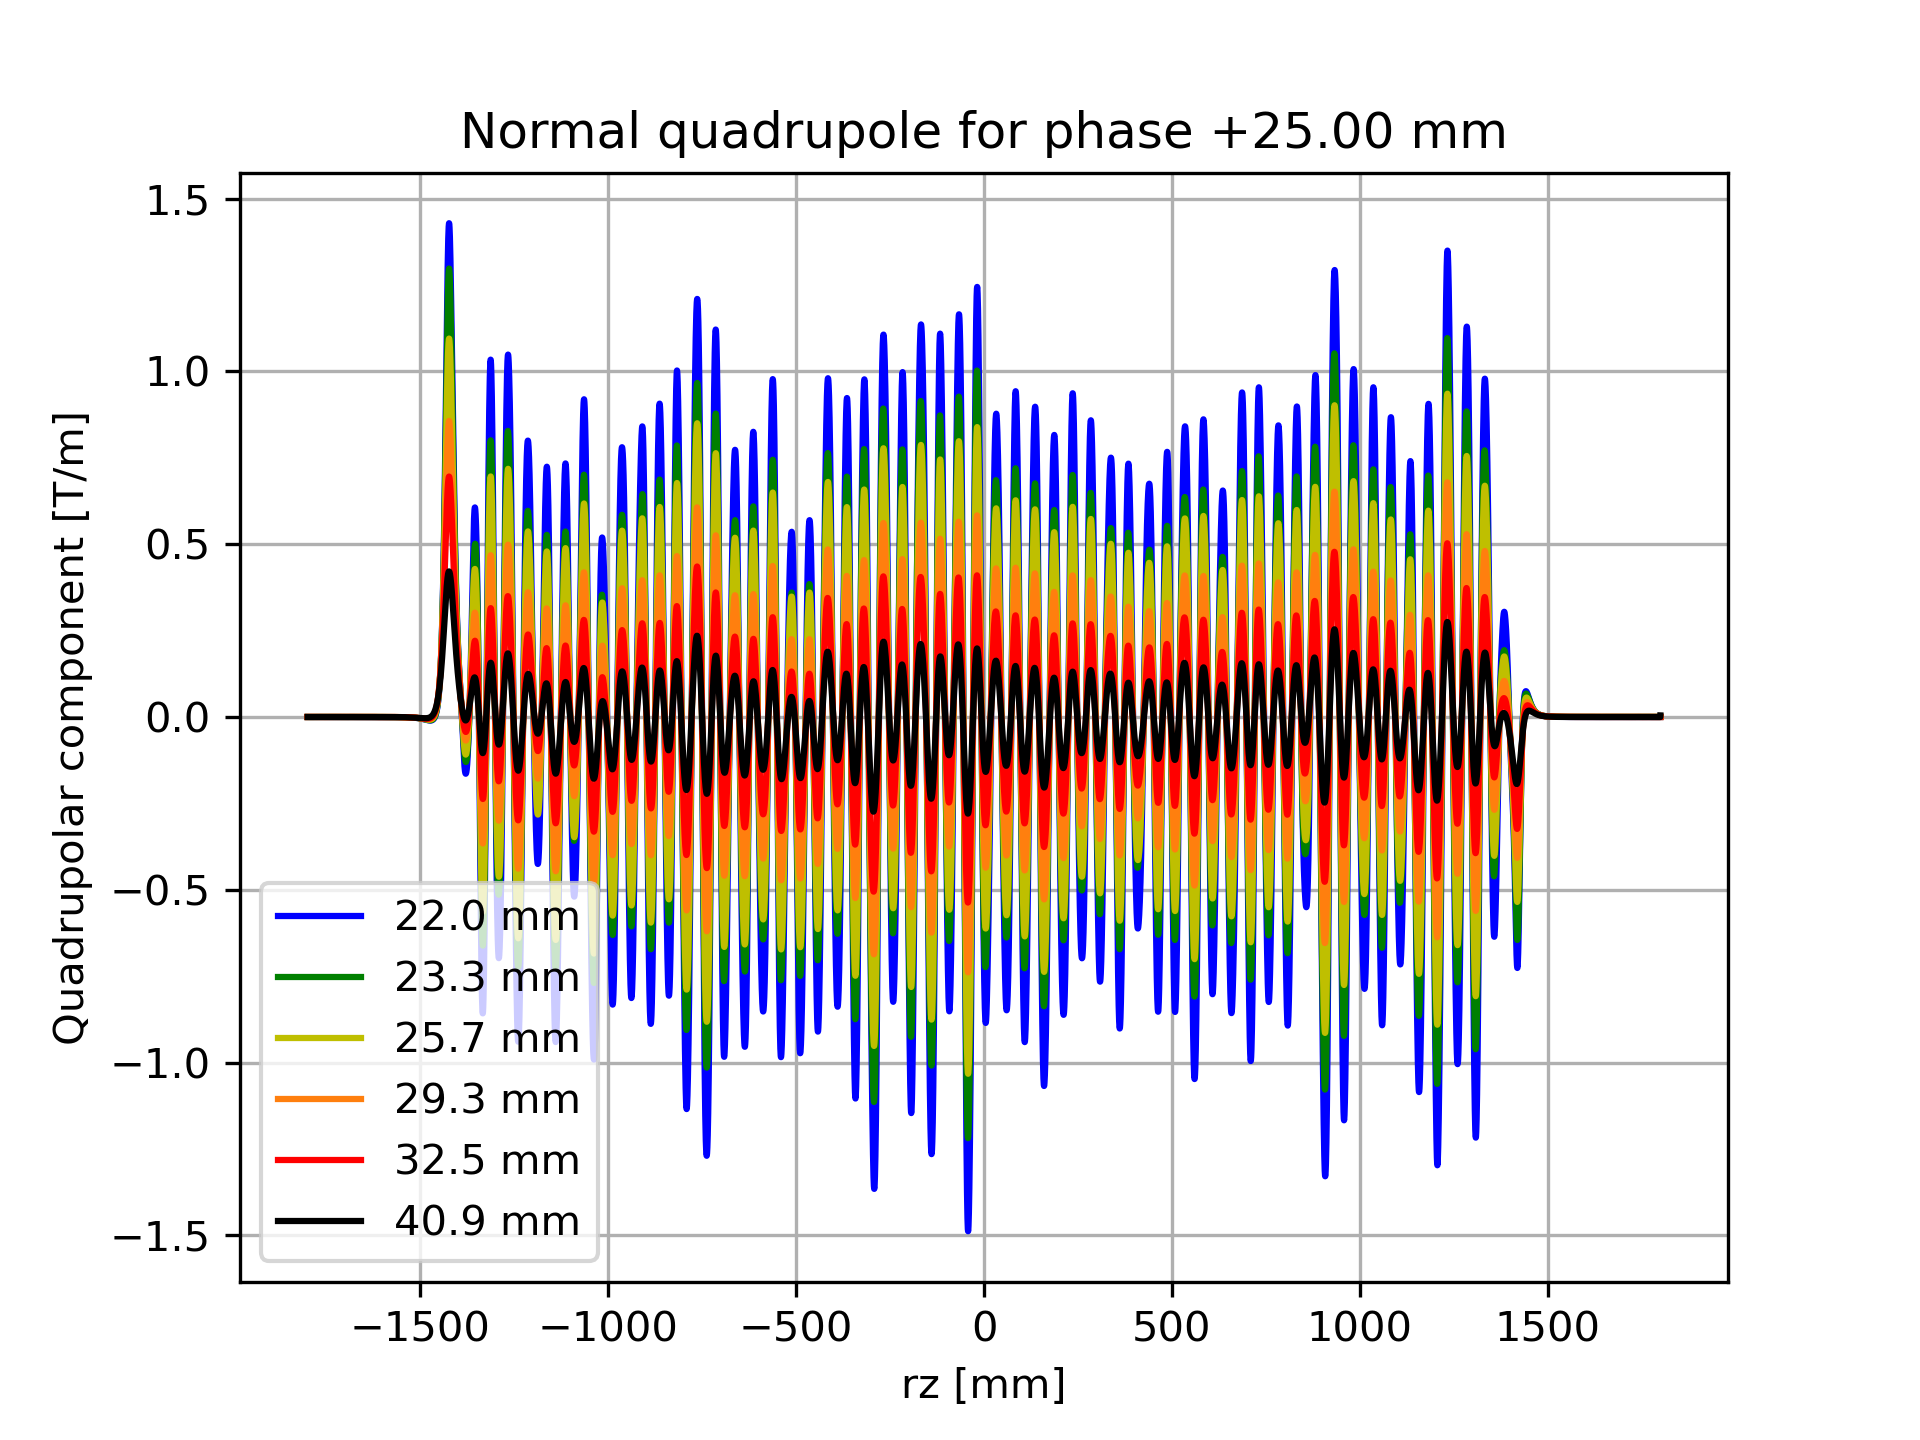 Normal quadrupole for phase +25.00 mm
Quadrupolar component [T/m]
1.5
1.0
0.5
0.0
−0.5
−1.0
−1.5
22.0 mm
23.3 mm
25.7 mm
29.3 mm
32.5 mm
40.9 mm
−1500 −1000 −500 0 500 1000 1500
rz [mm]